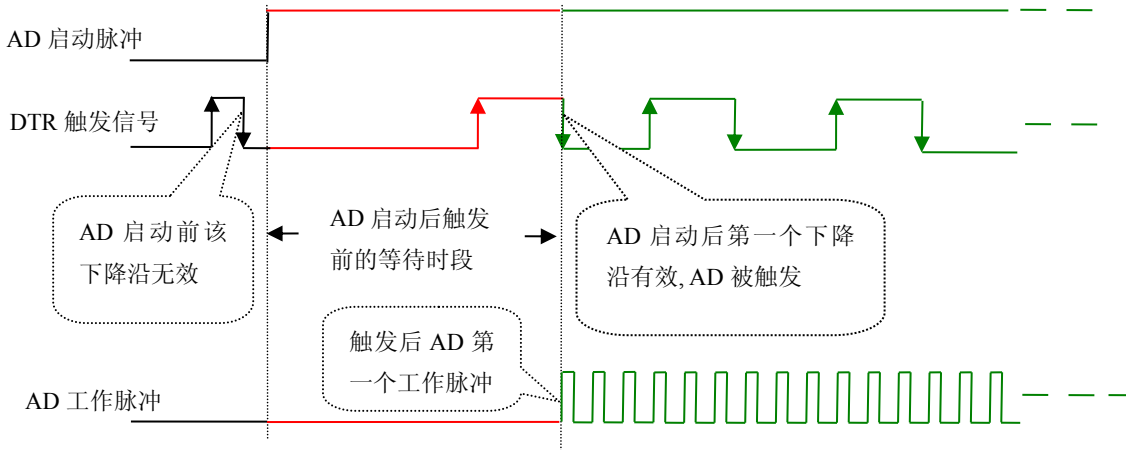 AD 启动脉冲
DTR 触发信号
AD 启动前该
下降沿无效
AD 启动后触发
前的等待时段
AD 启动后第一个下降
沿有效, AD 被触发
触发后 AD 第
一个工作脉冲
AD 工作脉冲